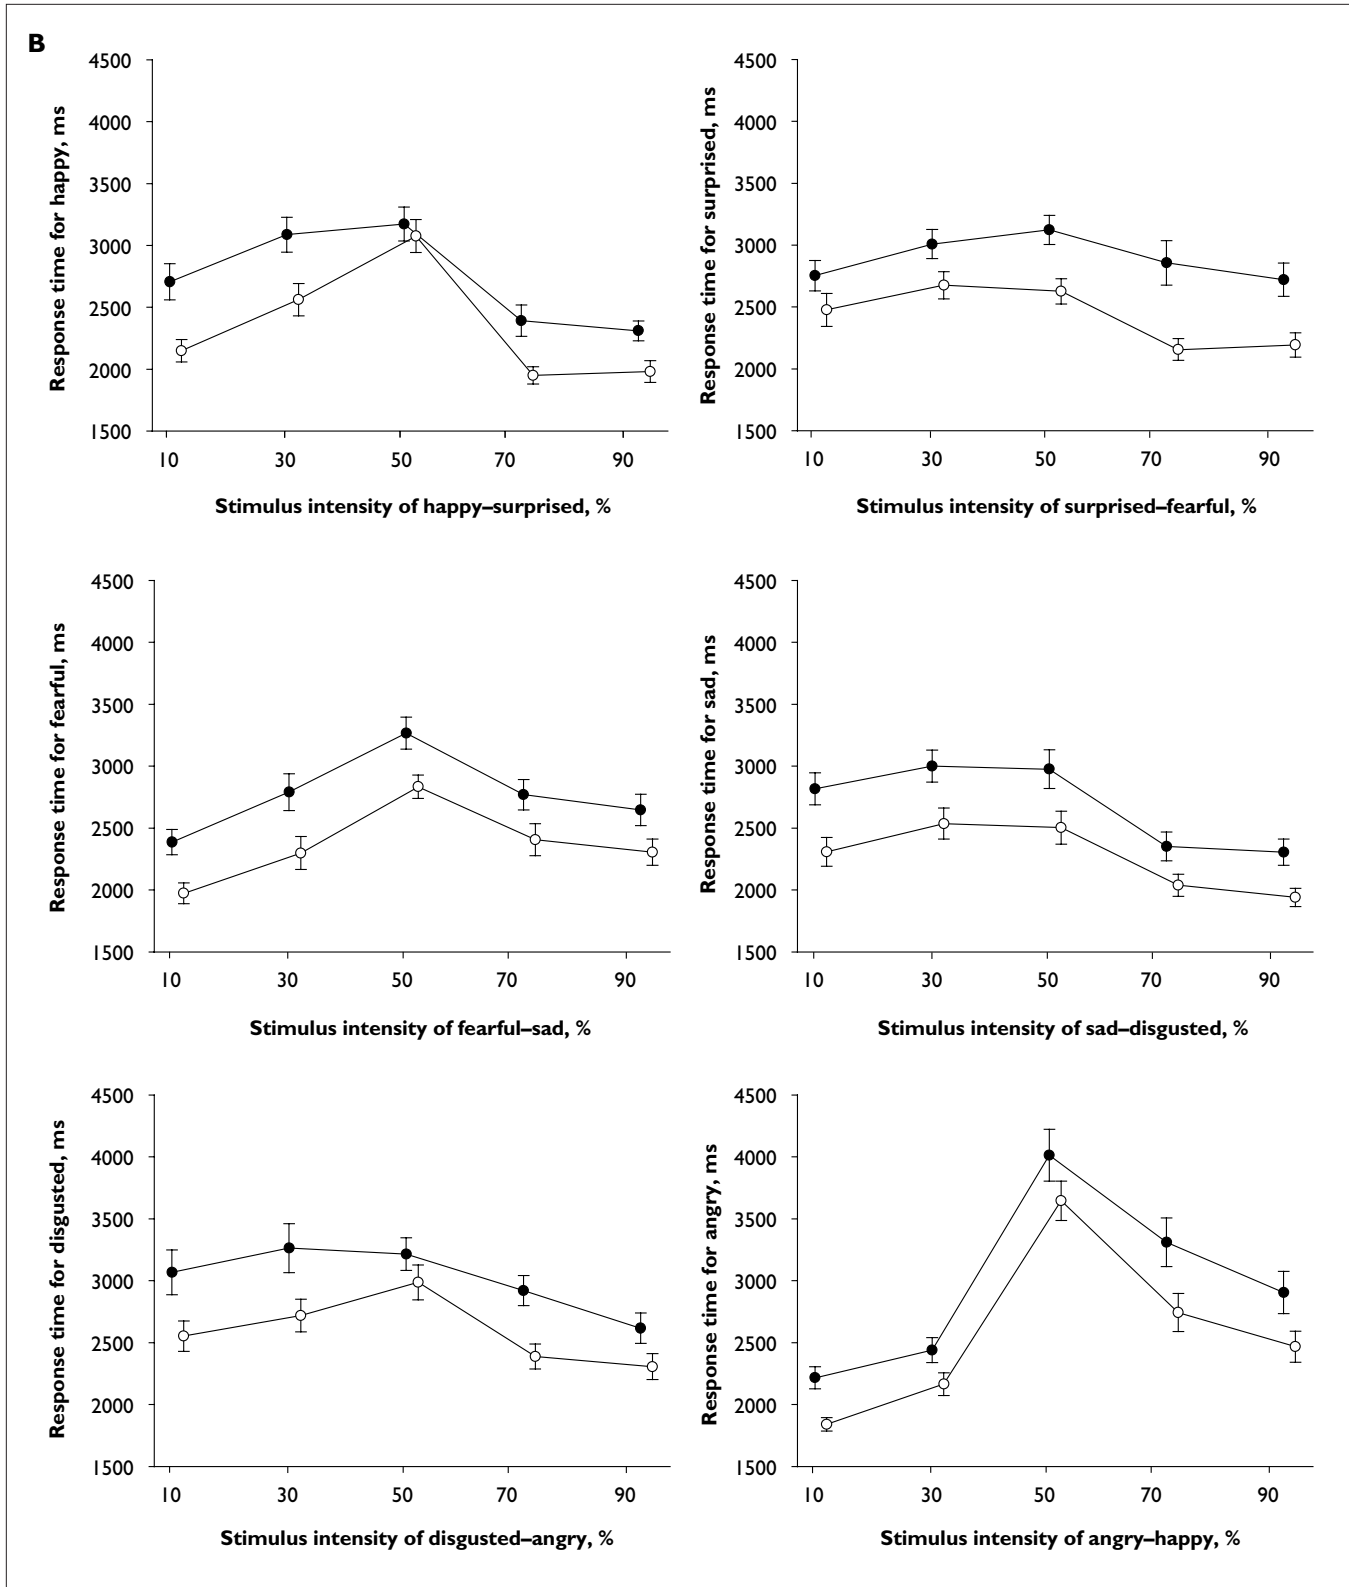 B
Response time for happy, ms
4500
4000
3500
3000
2500
2000
1500
10 30 50 70 90
Stimulus intensity of happy–surprised, %
Response time for surprised, ms
4500
4000
3500
3000
2500
2000
1500
10 30 50 70 90
Stimulus intensity of surprised–fearful, %
Response time for fearful, ms
4500
4000
3500
3000
2500
2000
1500
10 30 50 70 90
Stimulus intensity of fearful–sad, %
Response time for sad, ms
4500
4000
3500
3000
2500
2000
1500
10 30 50 70 90
Stimulus intensity of sad–disgusted, %
Response time for disgusted, ms
4500
4000
3500
3000
2500
2000
1500
10 30 50 70 90
Stimulus intensity of disgusted–angry, %
Response time for angry, ms
4500
4000
3500
3000
2500
2000
1500
10 30 50 70 90
Stimulus intensity of angry–happy, %